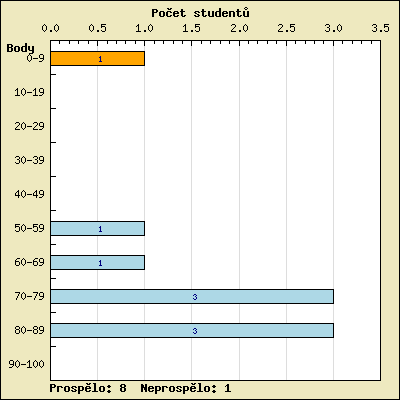 Počet studentů
0.0 0.5 1.0 1.5 2.0 2.5 3.0 3.5
Body
0-9 1
10-19
20-29
30-39
40-49
50-59 1
60-69 1
70-79 3
80-89 3
90-100
Prospělo: 8 Neprospělo: 1